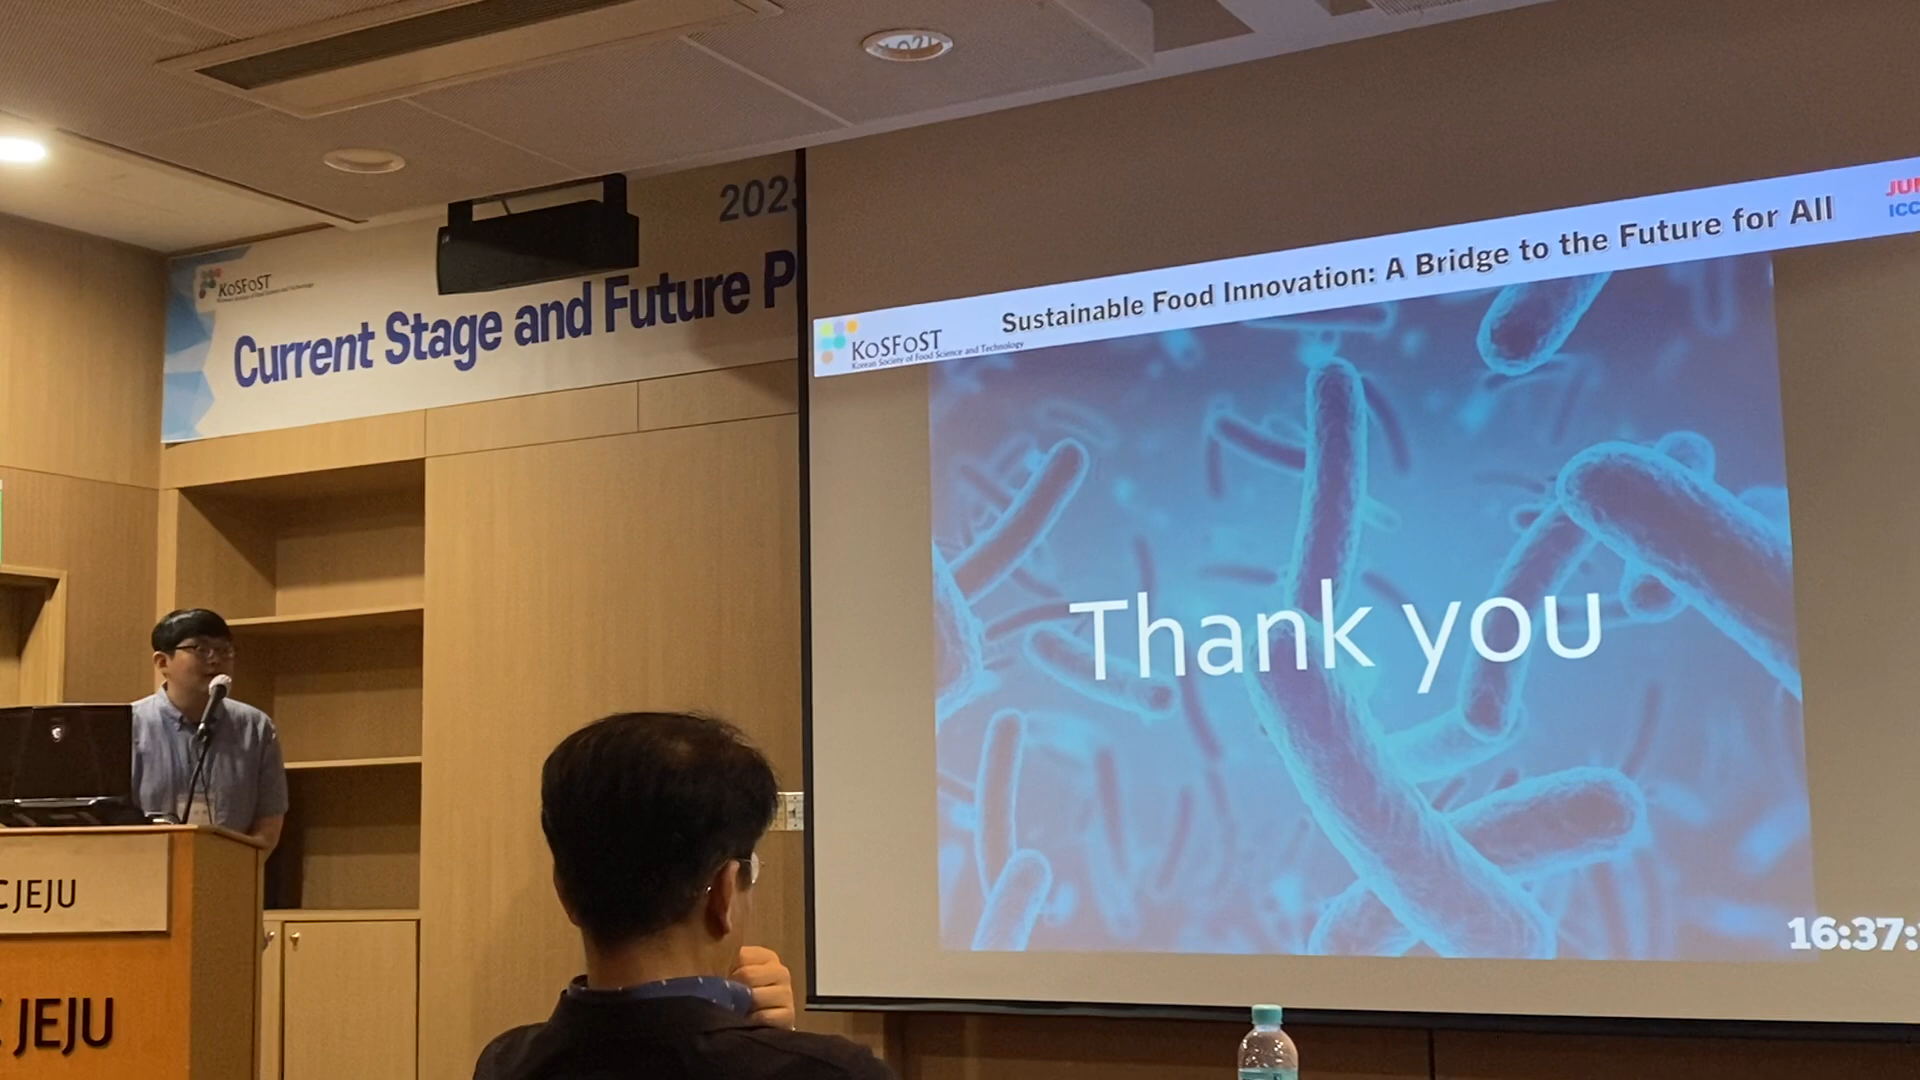 202
KOSFOST
Current Stage and Future P
JUN
ICC
Sustainable Food Innovation: A Bridge to the Future for All
KoSFoST
Korean Society of Food Science and Technology
Thank you
16:37:
C JEJU
C JEJU